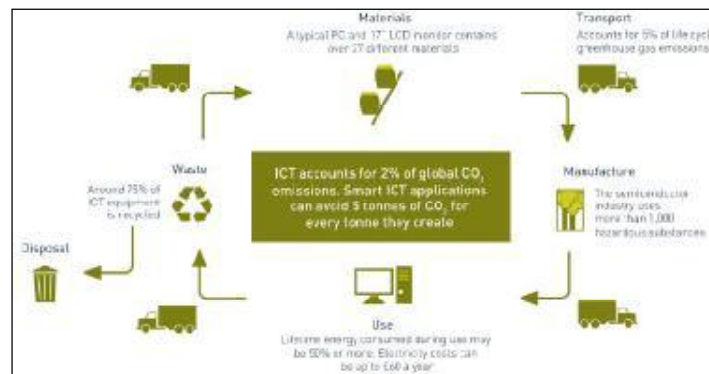 Materials
A typical PC and 17" LCD monitor contains
over 27 different materials
Transport
Accounts for 5% of life cycle
greenhouse gas emissions
Waste
Around 75% of
ICT equipment
is recycled
ICT accounts for 2% of global CO₂
emissions. Smart ICT applications
can avoid 5 tonnes of CO₂ for
every tonne they create
Manufacture
The semiconductor
industry uses
more than 1,000
hazardous substances
Disposal
Use
Lifetime energy consumed during use may
be 50% or more. Electricity costs can
be up to £60 a year